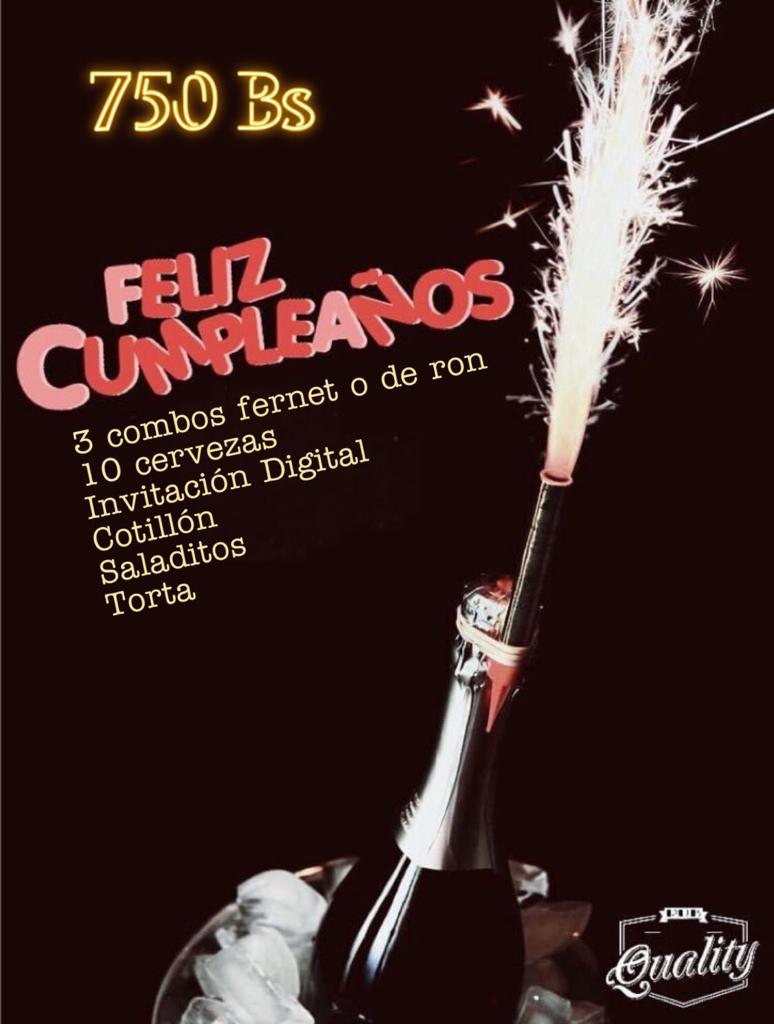 750 Bs
FELIZ
CUMPLEAÑOS
3 combos fernet o de ron
10 cervezas
Invitación Digital
Cotillón
Saladitos
Torta
Quality